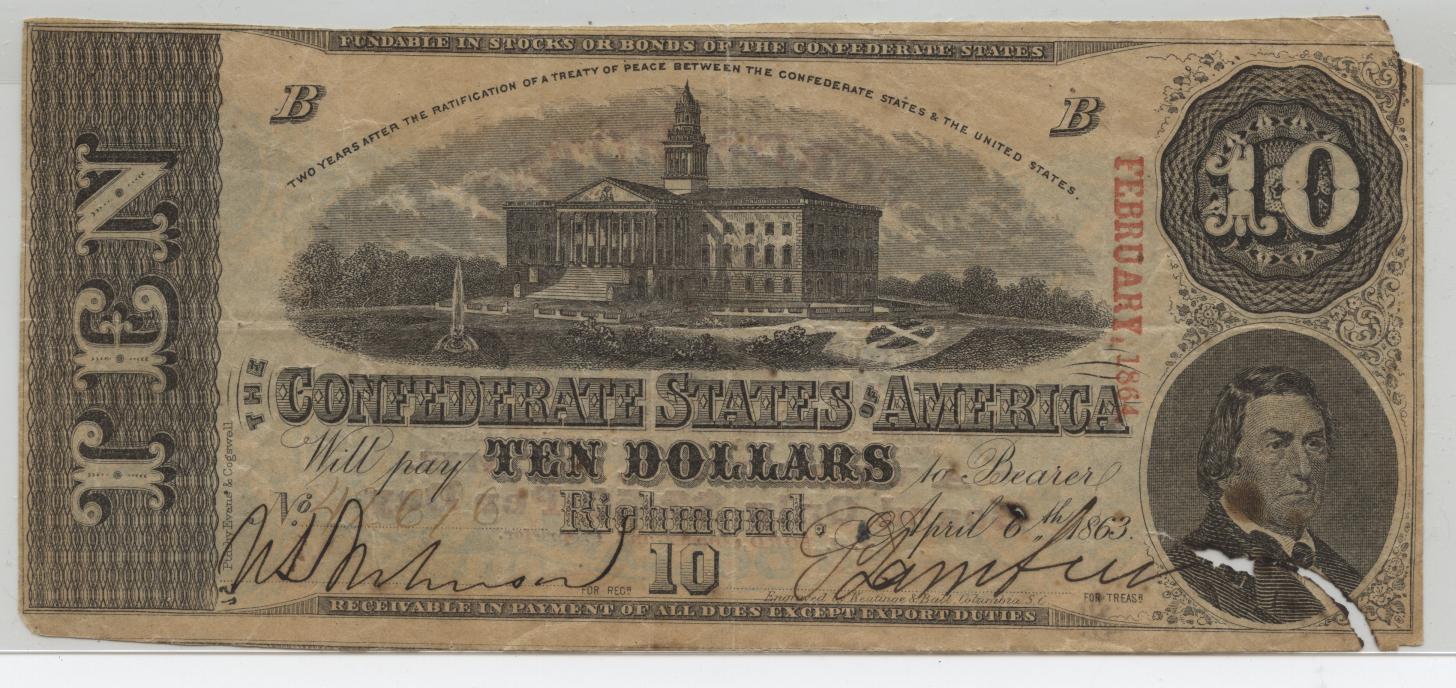 FUNDABLE IN STOCKS OR BONDS OF THE CONFEDERATE STATES
TWO YEARS AFTER THE RATIFICATION OF A TREATY OF PEACE BETWEEN THE CONFEDERATE STATES & THE UNITED STATES.
B
B
10
TEN
FEBRUARY, 1864
THE CONFEDERATE STATES OF AMERICA
Will pay TEN DOLLARS to Bearer
No
Richmond. April 6th 1863.
10
FOR REGR
FOR TREASR
Engraved by Keatinge & Ball Columbia S.C.
Evans & Cogswell
RECEIVABLE IN PAYMENT OF ALL DUES EXCEPT EXPORT DUTIES